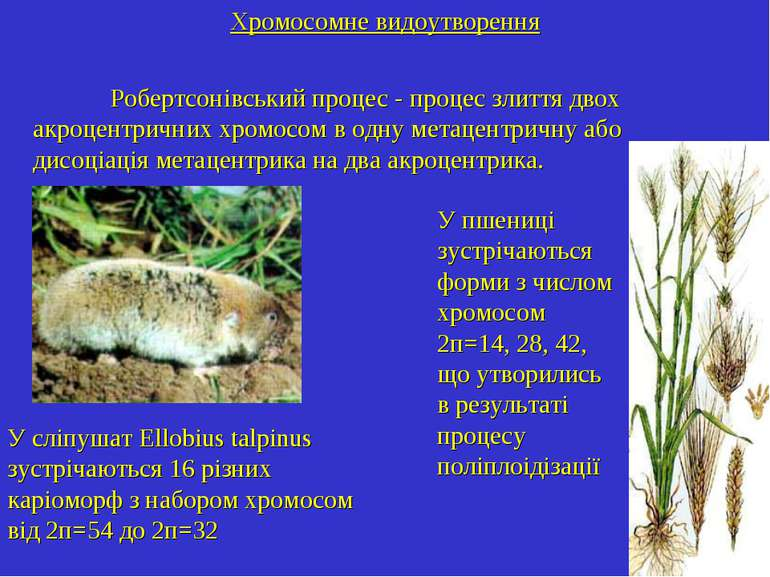 Хромосомне видоутворення
Робертсонівський процес - процес злиття двох
акроцентричних хромосом в одну метацентричну або
дисоціація метацентрика на два акроцентрика.
У сліпушат Ellobius talpinus
зустрічаються 16 різних
каріоморф з набором хромосом
від 2п=54 до 2п=32
У пшениці
зустрічаються
форми з числом
хромосом
2п=14, 28, 42,
що утворились
в результаті
процесу
поліплоідізації